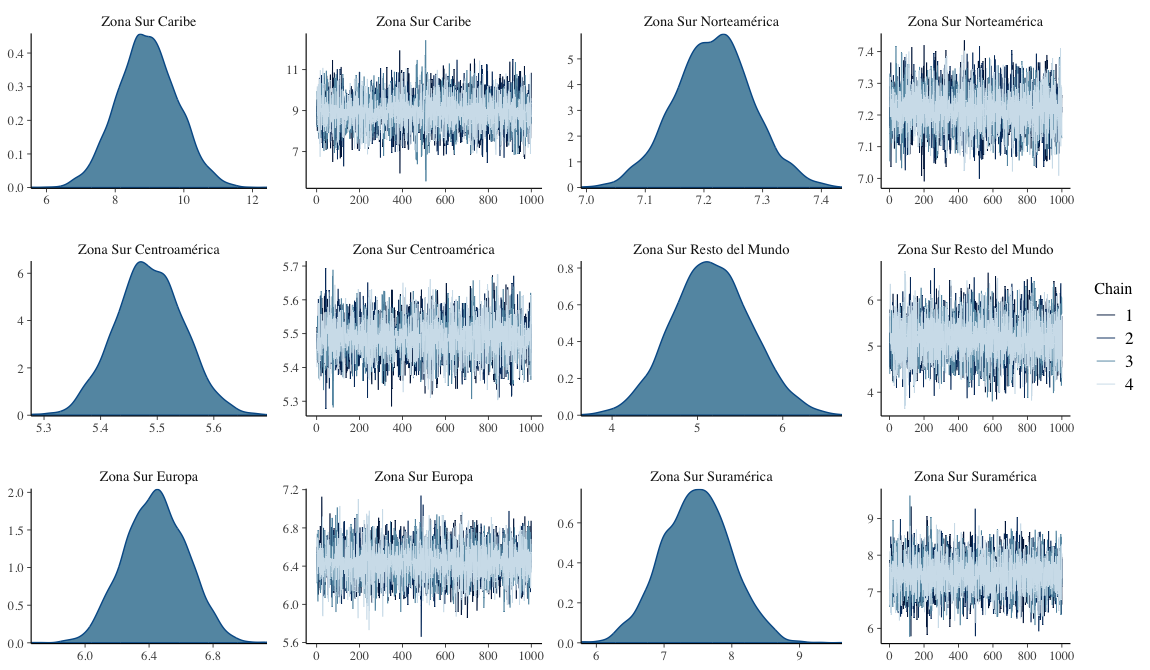 Zona Sur Caribe
Zona Sur Caribe
Zona Sur Norteamérica
Zona Sur Norteamérica
0.4
0.3
0.2
0.1
0.0
6 8 10 12
11
9
7
0 200 400 600 800 1000
5
4
3
2
1
0
7.0 7.1 7.2 7.3 7.4
7.4
7.3
7.2
7.1
7.0
0 200 400 600 800 1000
Zona Sur Centroamérica
Zona Sur Centroamérica
Zona Sur Resto del Mundo
Zona Sur Resto del Mundo
6
4
2
0
5.3 5.4 5.5 5.6
5.7
5.6
5.5
5.4
5.3
0 200 400 600 800 1000
0.8
0.6
0.4
0.2
0.0
4 5 6
6
5
4
0 200 400 600 800 1000
Chain
1
2
3
4
Zona Sur Europa
Zona Sur Europa
Zona Sur Suramérica
Zona Sur Suramérica
2.0
1.5
1.0
0.5
0.0
6.0 6.4 6.8
7.2
6.8
6.4
6.0
5.6
0 200 400 600 800 1000
0.6
0.4
0.2
0.0
6 7 8 9
9
8
7
6
0 200 400 600 800 1000